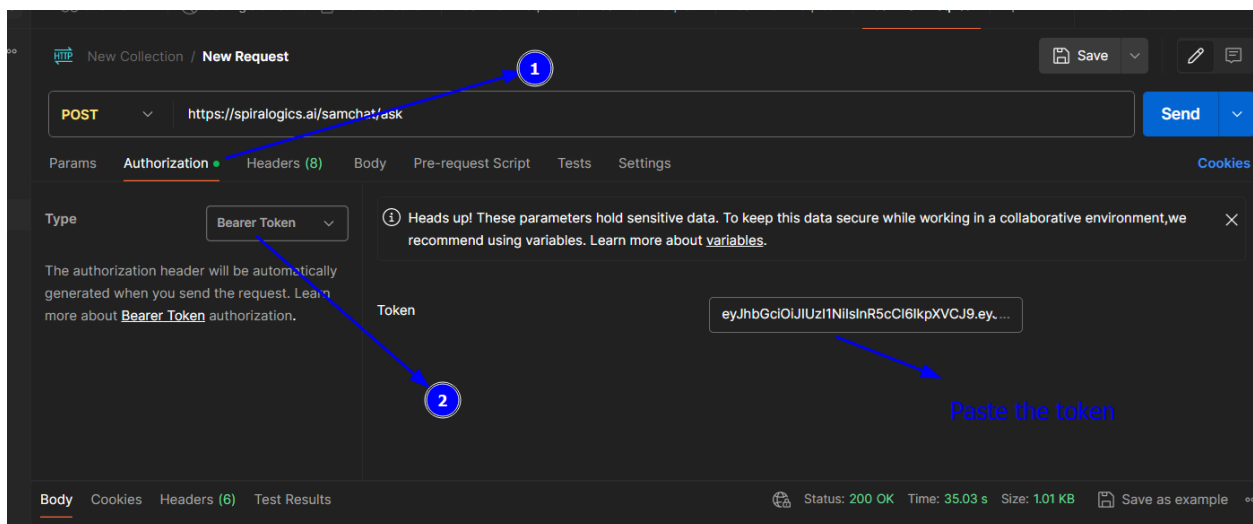 HTTP New Collection / New Request
Save
1
POST
https://spiralogics.ai/samchat/ask
Send
Params Authorization Headers (8) Body Pre-request Script Tests Settings Cookies
Type
Bearer Token
Heads up! These parameters hold sensitive data. To keep this data secure while working in a collaborative environment,we
recommend using variables. Learn more about variables.
The authorization header will be automatically
generated when you send the request. Learn
more about Bearer Token authorization.
Token
eyJhbGciOiJIUzI1NiIsInR5cCI6IkpXVCJ9.eyJ...
2
Paste the token
Body Cookies Headers (6) Test Results
Status: 200 OK Time: 35.03 s Size: 1.01 KB Save as example